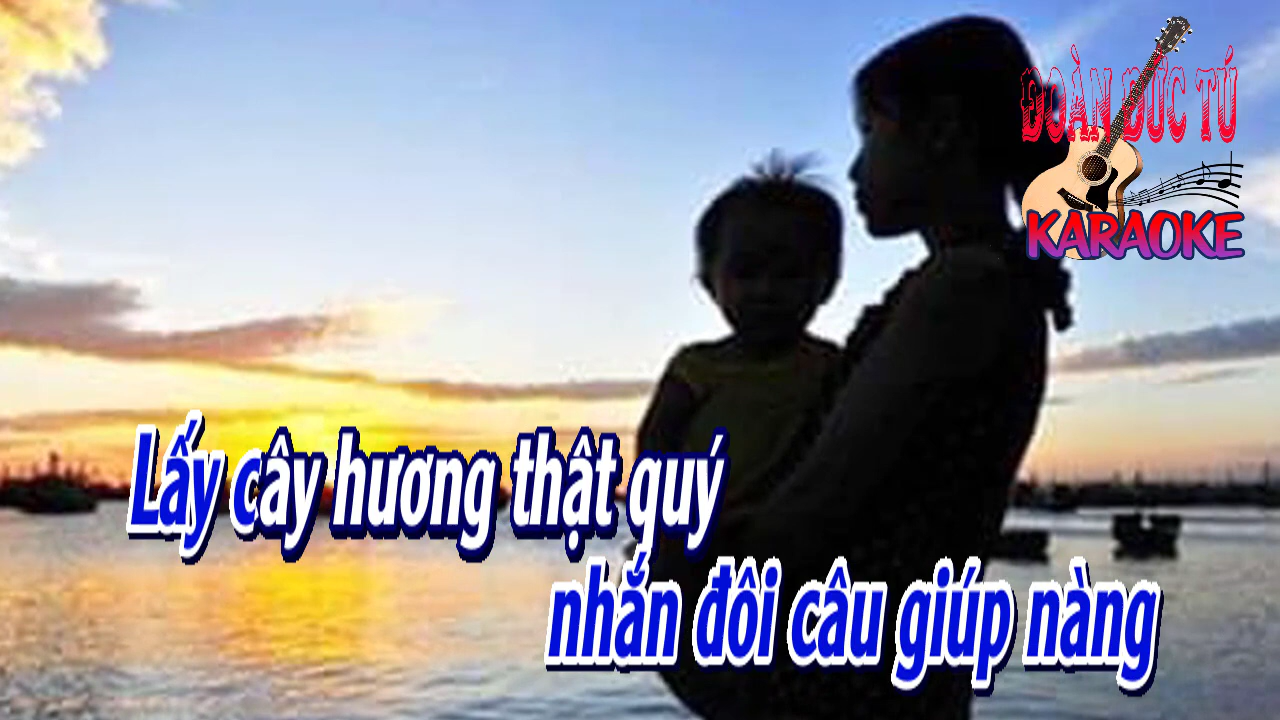 ĐOÀN ĐỨC TÚ
KARAOKE
Lấy cây hương thật quý
nhắn đôi câu giúp nàng